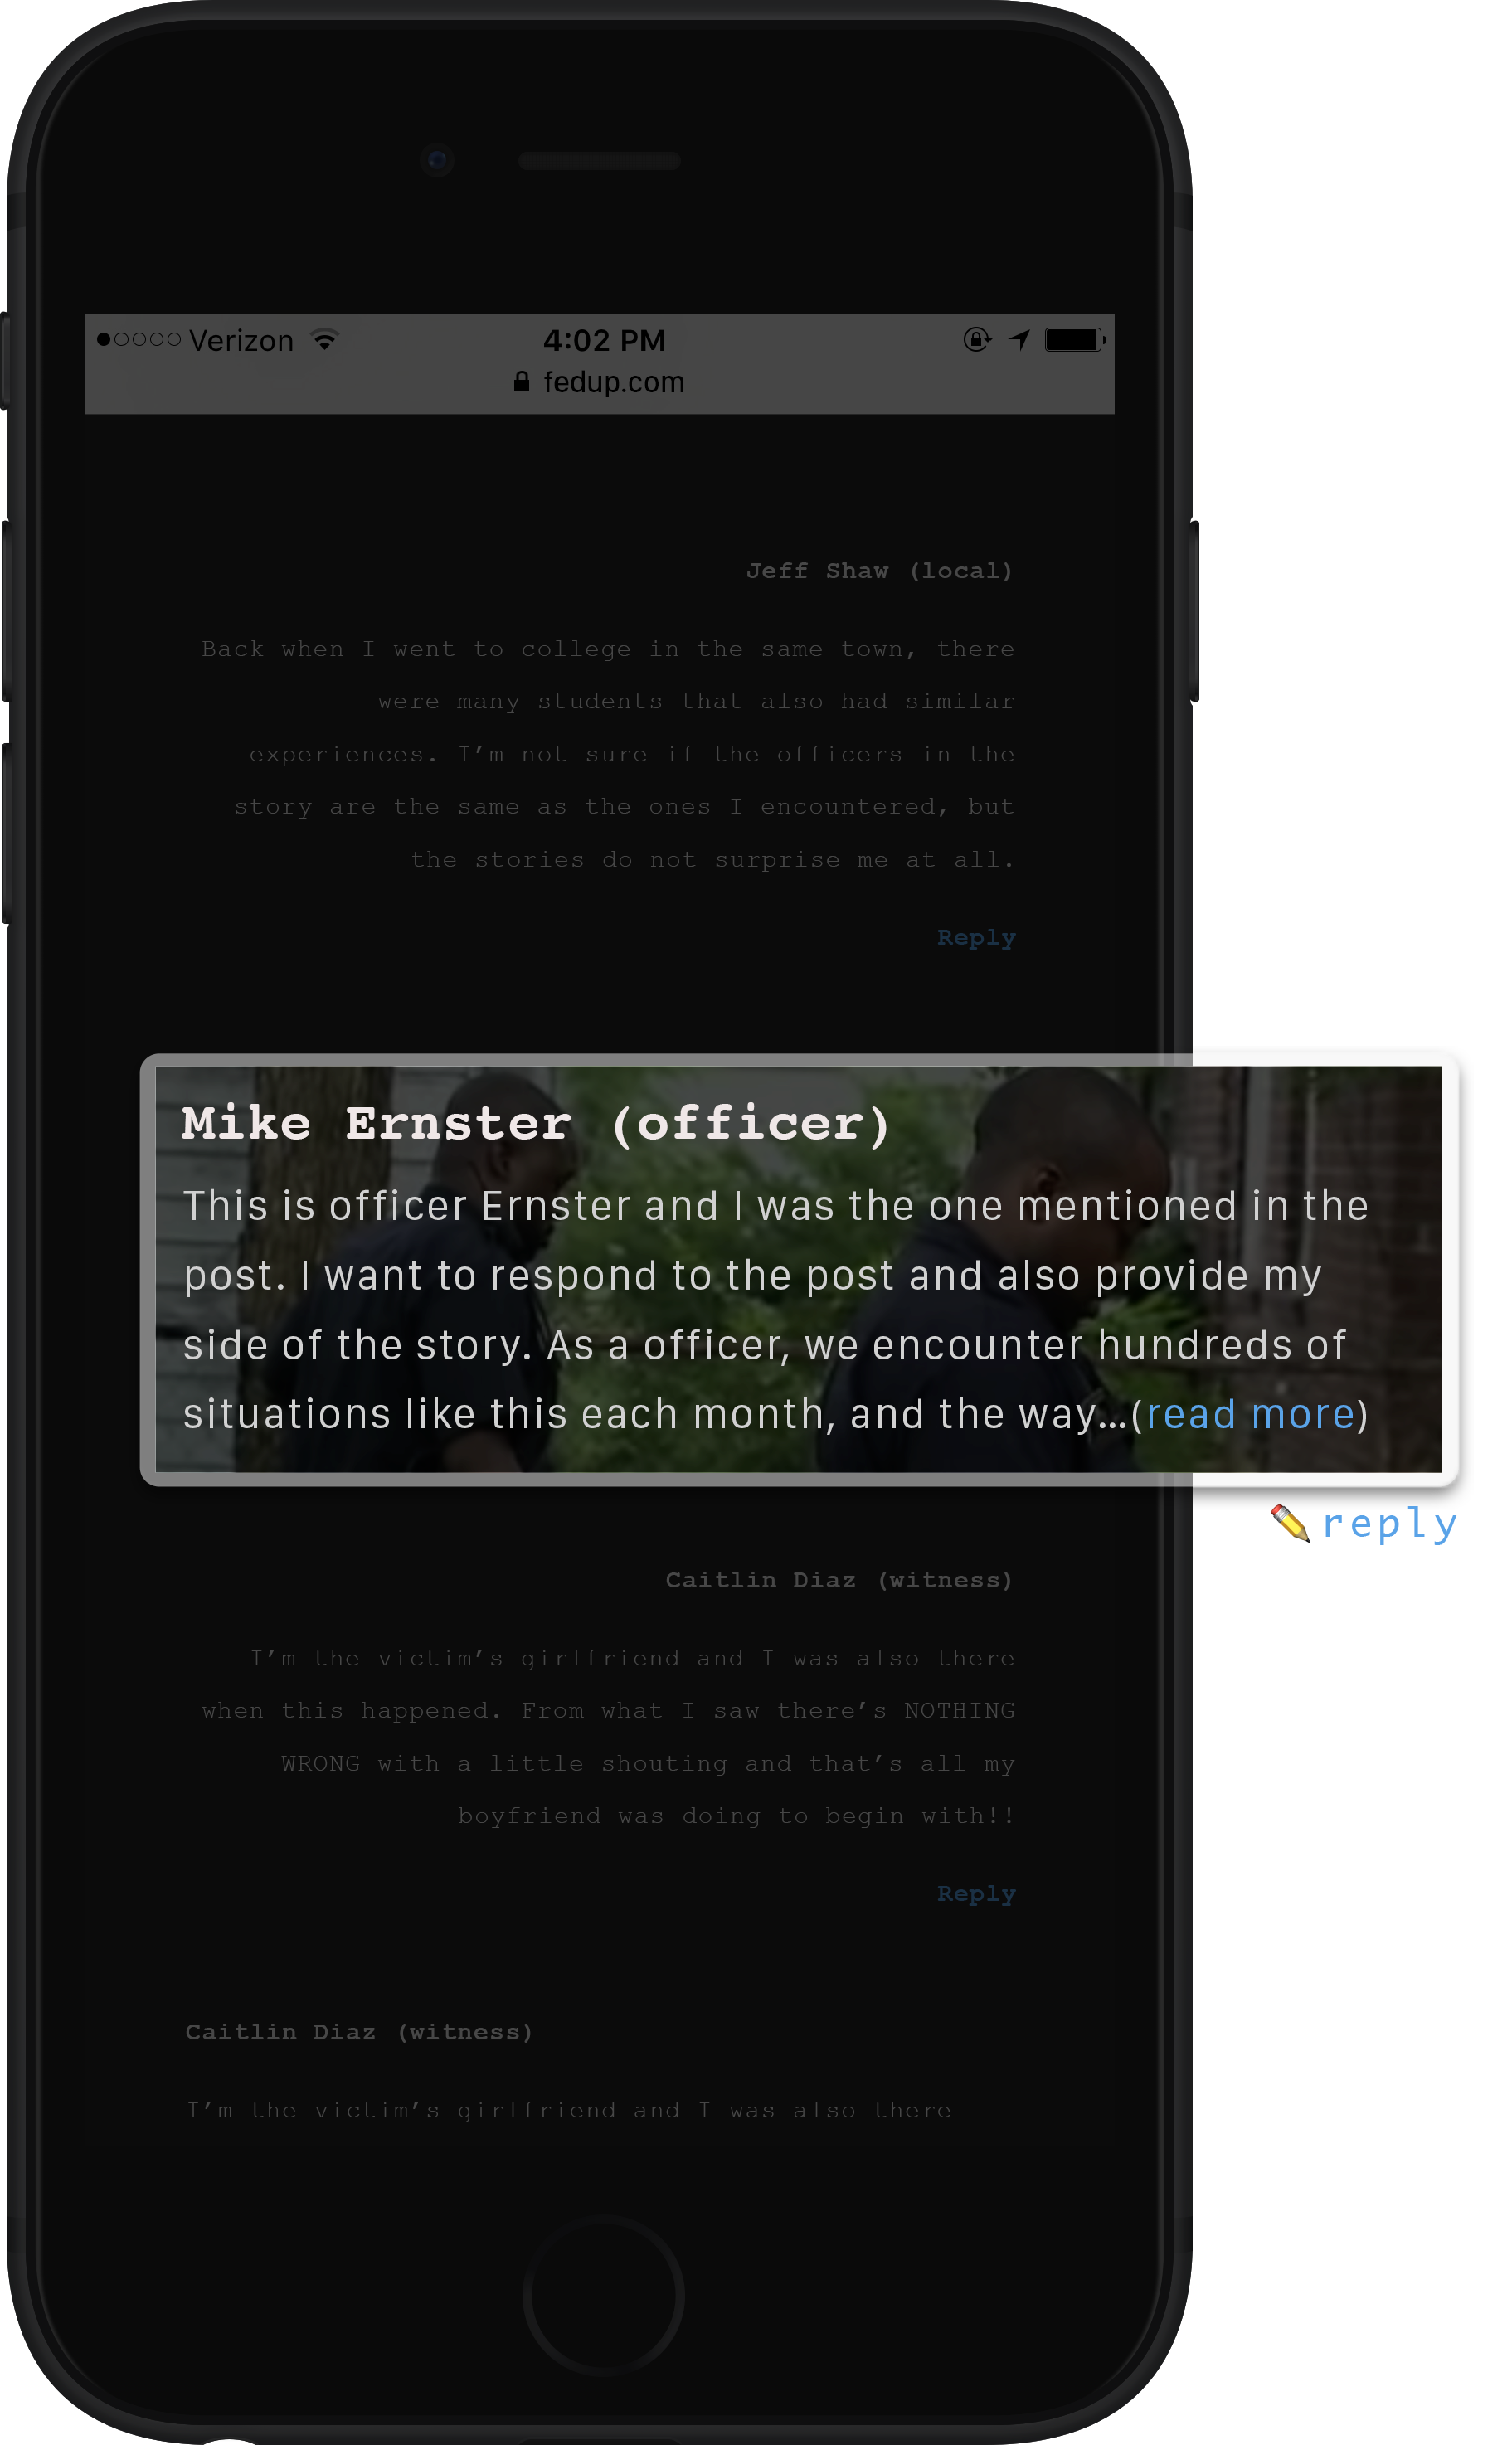 Verizon 4:02 PM
fedup.com
Jeff Shaw (local)
Back when I went to college in the same town, there
were many students that also had similar
experiences. I’m not sure if the officers in the
story are the same as the ones I encountered, but
the stories do not surprise me at all.
Reply
Mike Ernster (officer)
This is officer Ernster and I was the one mentioned in the
post. I want to respond to the post and also provide my
side of the story. As a officer, we encounter hundreds of
situations like this each month, and the way...(read more)
reply
Caitlin Diaz (witness)
I’m the victim’s girlfriend and I was also there
when this happened. From what I saw there’s NOTHING
WRONG with a little shouting and that’s all my
boyfriend was doing to begin with!!
Reply
Caitlin Diaz (witness)
I’m the victim’s girlfriend and I was also there